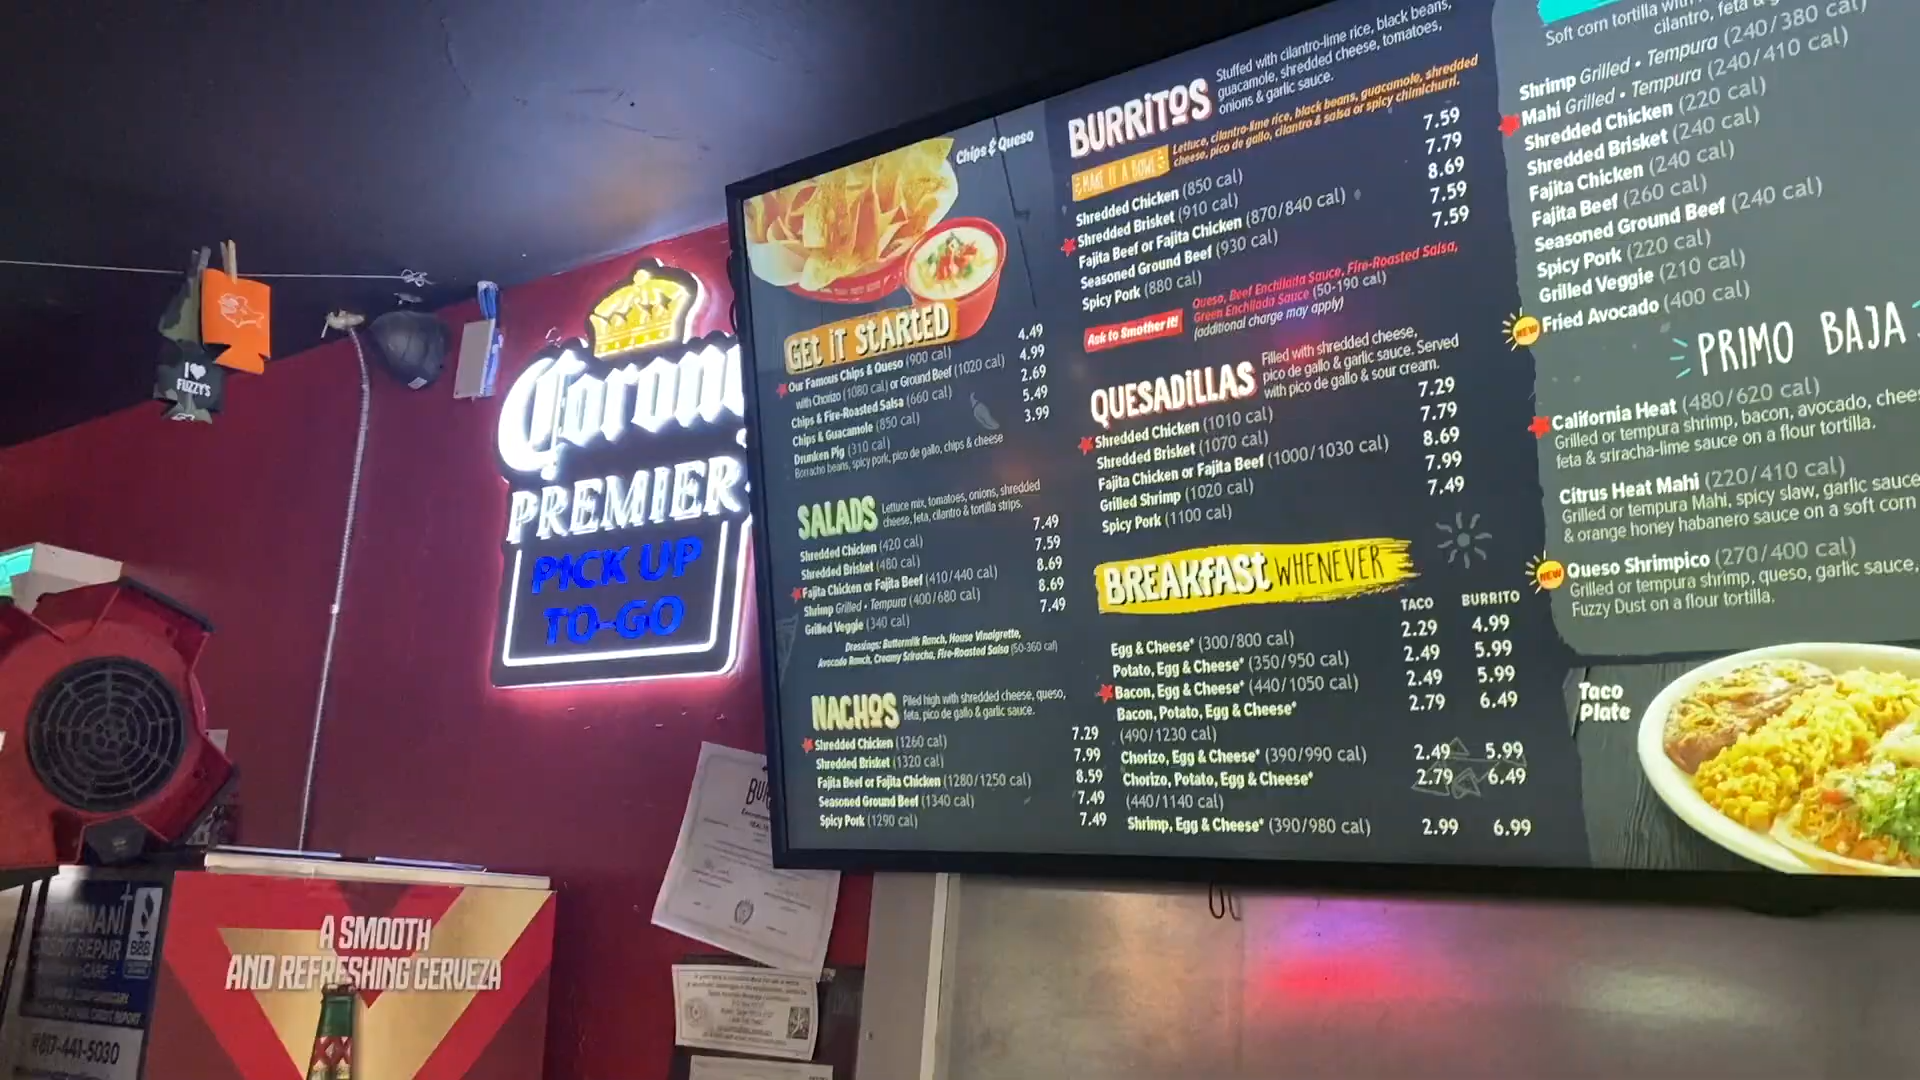 I ♥
FUZZY'S
Corona
PREMIER
PICK UP
TO-GO
A SMOOTH
AND REFRESHING CERVEZA
REPAIR
BBB
817-441-5030
Chips & Queso
GET IT STARTED
Our Famous Chips & Queso (900 cal) 4.49
with Chorizo (1080 cal) or Ground Beef (1020 cal) 4.99
Chips & Fire-Roasted Salsa (660 cal) 2.69
Chips & Guacamole (850 cal) 5.49
Drunken Pig (310 cal) 3.99
Borracho beans, spicy pork, pico de gallo, chips & cheese
SALADS
Lettuce mix, tomatoes, onions, shredded
cheese, feta, cilantro & tortilla strips.
Shredded Chicken (420 cal) 7.49
Shredded Brisket (480 cal) 7.59
Fajita Chicken or Fajita Beef (410/440 cal) 8.69
Shrimp Grilled • Tempura (400/680 cal) 8.69
Grilled Veggie (340 cal) 7.49
Dressings: Buttermilk Ranch, House Vinaigrette,
Avocado Ranch, Creamy Sriracha, Fire-Roasted Salsa (50-360 cal)
NACHOS
Piled high with shredded cheese, queso,
feta, pico de gallo & garlic sauce.
Shredded Chicken (1260 cal) 7.29
Shredded Brisket (1320 cal) 7.99
Fajita Beef or Fajita Chicken (1280/1250 cal) 8.59
Seasoned Ground Beef (1340 cal) 7.49
Spicy Pork (1290 cal) 7.49
BURRITOS
Stuffed with cilantro-lime rice, black beans,
guacamole, shredded cheese, tomatoes,
onions & garlic sauce.
MAKE IT A BOWL
Lettuce, cilantro-lime rice, black beans, guacamole, shredded
cheese, pico de gallo, cilantro & salsa or spicy chimichurri.
Shredded Chicken (850 cal) 7.59
Shredded Brisket (910 cal) 7.79
Fajita Beef or Fajita Chicken (870/840 cal) 8.69
Seasoned Ground Beef (930 cal) 7.59
Spicy Pork (880 cal) 7.59
Ask to Smother It!
Queso, Beef Enchilada Sauce, Fire-Roasted Salsa,
Green Enchilada Sauce (50-190 cal)
(additional charge may apply)
QUESADILLAS
Filled with shredded cheese,
pico de gallo & garlic sauce. Served
with pico de gallo & sour cream.
Shredded Chicken (1010 cal) 7.29
Shredded Brisket (1070 cal) 7.79
Fajita Chicken or Fajita Beef (1000/1030 cal) 8.69
Grilled Shrimp (1020 cal) 7.99
Spicy Pork (1100 cal) 7.49
BREAKFAST WHENEVER
TACO BURRITO
Egg & Cheese* (300/800 cal) 2.29 4.99
Potato, Egg & Cheese* (350/950 cal) 2.49 5.99
Bacon, Egg & Cheese* (440/1050 cal) 2.49 5.99
Bacon, Potato, Egg & Cheese* 2.79 6.49
(490/1230 cal)
Chorizo, Egg & Cheese* (390/990 cal) 2.49 5.99
Chorizo, Potato, Egg & Cheese* 2.79 6.49
(440/1140 cal)
Shrimp, Egg & Cheese* (390/980 cal) 2.99 6.99
Soft corn tortilla with
cilantro, feta &
Shrimp Grilled • Tempura (240/380 cal)
Mahi Grilled • Tempura (240/410 cal)
Shredded Chicken (220 cal)
Shredded Brisket (240 cal)
Fajita Chicken (240 cal)
Fajita Beef (260 cal)
Seasoned Ground Beef (240 cal)
Spicy Pork (220 cal)
Grilled Veggie (210 cal)
NEW Fried Avocado (400 cal)
PRIMO BAJA
California Heat (480/620 cal)
Grilled or tempura shrimp, bacon, avocado, chee
feta & sriracha-lime sauce on a flour tortilla.
Citrus Heat Mahi (220/410 cal)
Grilled or tempura Mahi, spicy slaw, garlic sauce
& orange honey habanero sauce on a soft corn
NEW Queso Shrimpico (270/400 cal)
Grilled or tempura shrimp, queso, garlic sauce,
Fuzzy Dust on a flour tortilla.
Taco
Plate